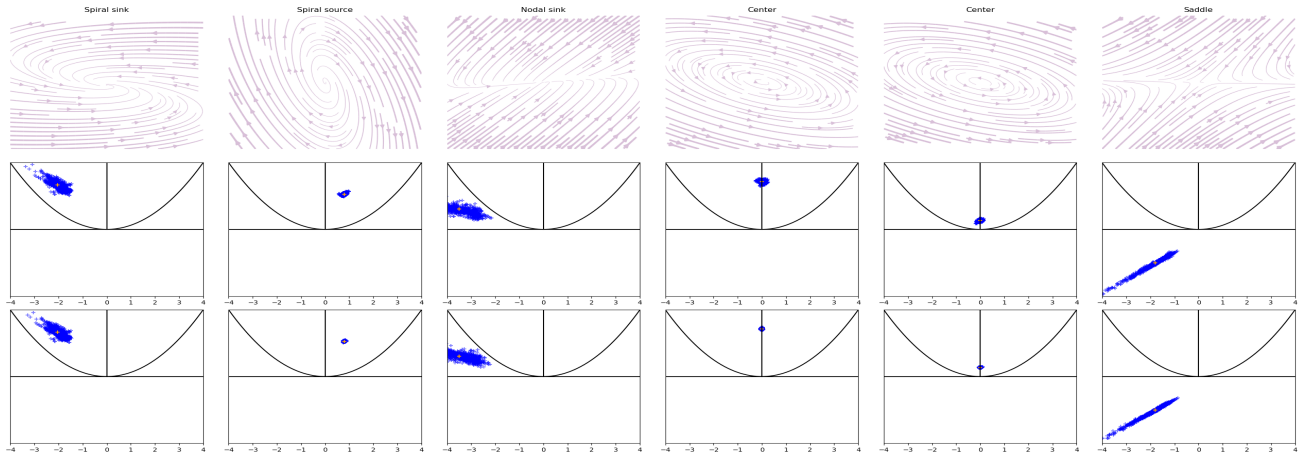 Spiral sink Spiral source Nodal sink Center Center Saddle
−4 −3 −2 −1 0 1 2 3 4 −4 −3 −2 −1 0 1 2 3 4 −4 −3 −2 −1 0 1 2 3 4 −4 −3 −2 −1 0 1 2 3 4 −4 −3 −2 −1 0 1 2 3 4 −4 −3 −2 −1 0 1 2 3 4
−4 −3 −2 −1 0 1 2 3 4 −4 −3 −2 −1 0 1 2 3 4 −4 −3 −2 −1 0 1 2 3 4 −4 −3 −2 −1 0 1 2 3 4 −4 −3 −2 −1 0 1 2 3 4 −4 −3 −2 −1 0 1 2 3 4